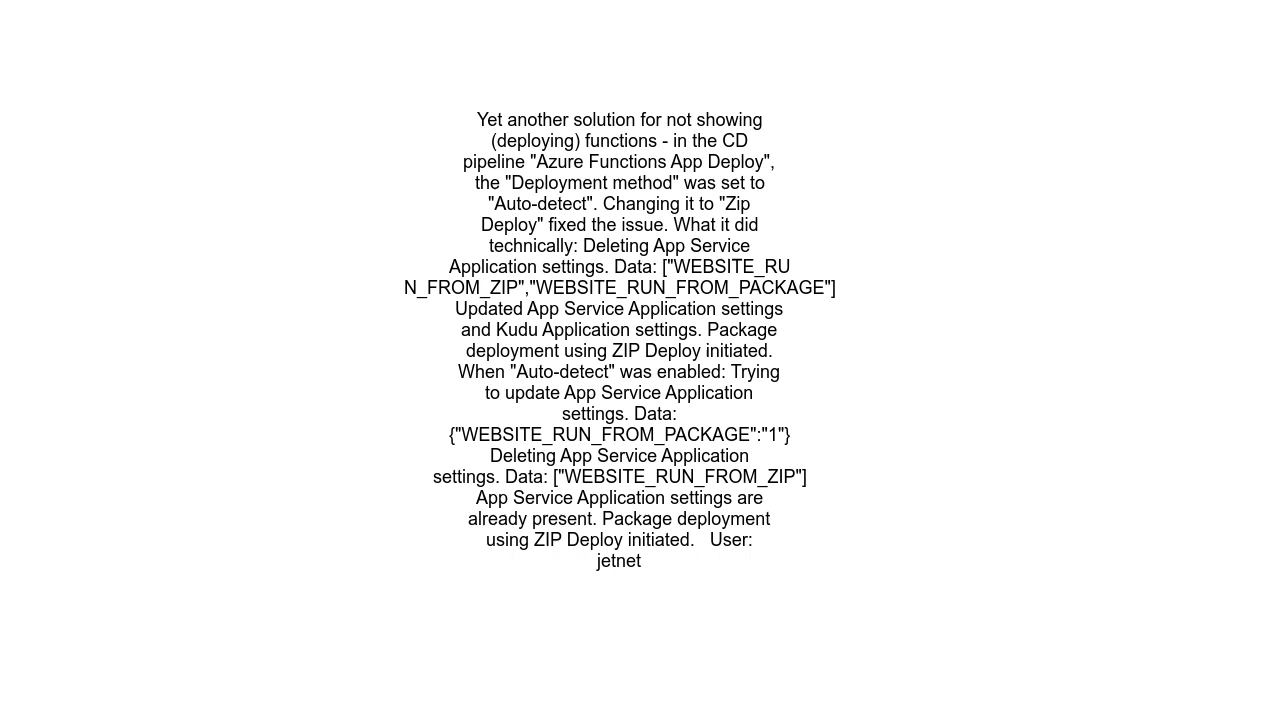 Yet another solution for not showing
(deploying) functions - in the CD
pipeline "Azure Functions App Deploy",
the "Deployment method" was set to
"Auto-detect". Changing it to "Zip
Deploy" fixed the issue. What it did
technically: Deleting App Service
Application settings. Data: ["WEBSITE_RU
N_FROM_ZIP","WEBSITE_RUN_FROM_PACKAGE"]
Updated App Service Application settings
and Kudu Application settings. Package
deployment using ZIP Deploy initiated.
When "Auto-detect" was enabled: Trying
to update App Service Application
settings. Data:
{"WEBSITE_RUN_FROM_PACKAGE":"1"}
Deleting App Service Application
settings. Data: ["WEBSITE_RUN_FROM_ZIP"]
App Service Application settings are
already present. Package deployment
using ZIP Deploy initiated.   User:
jetnet